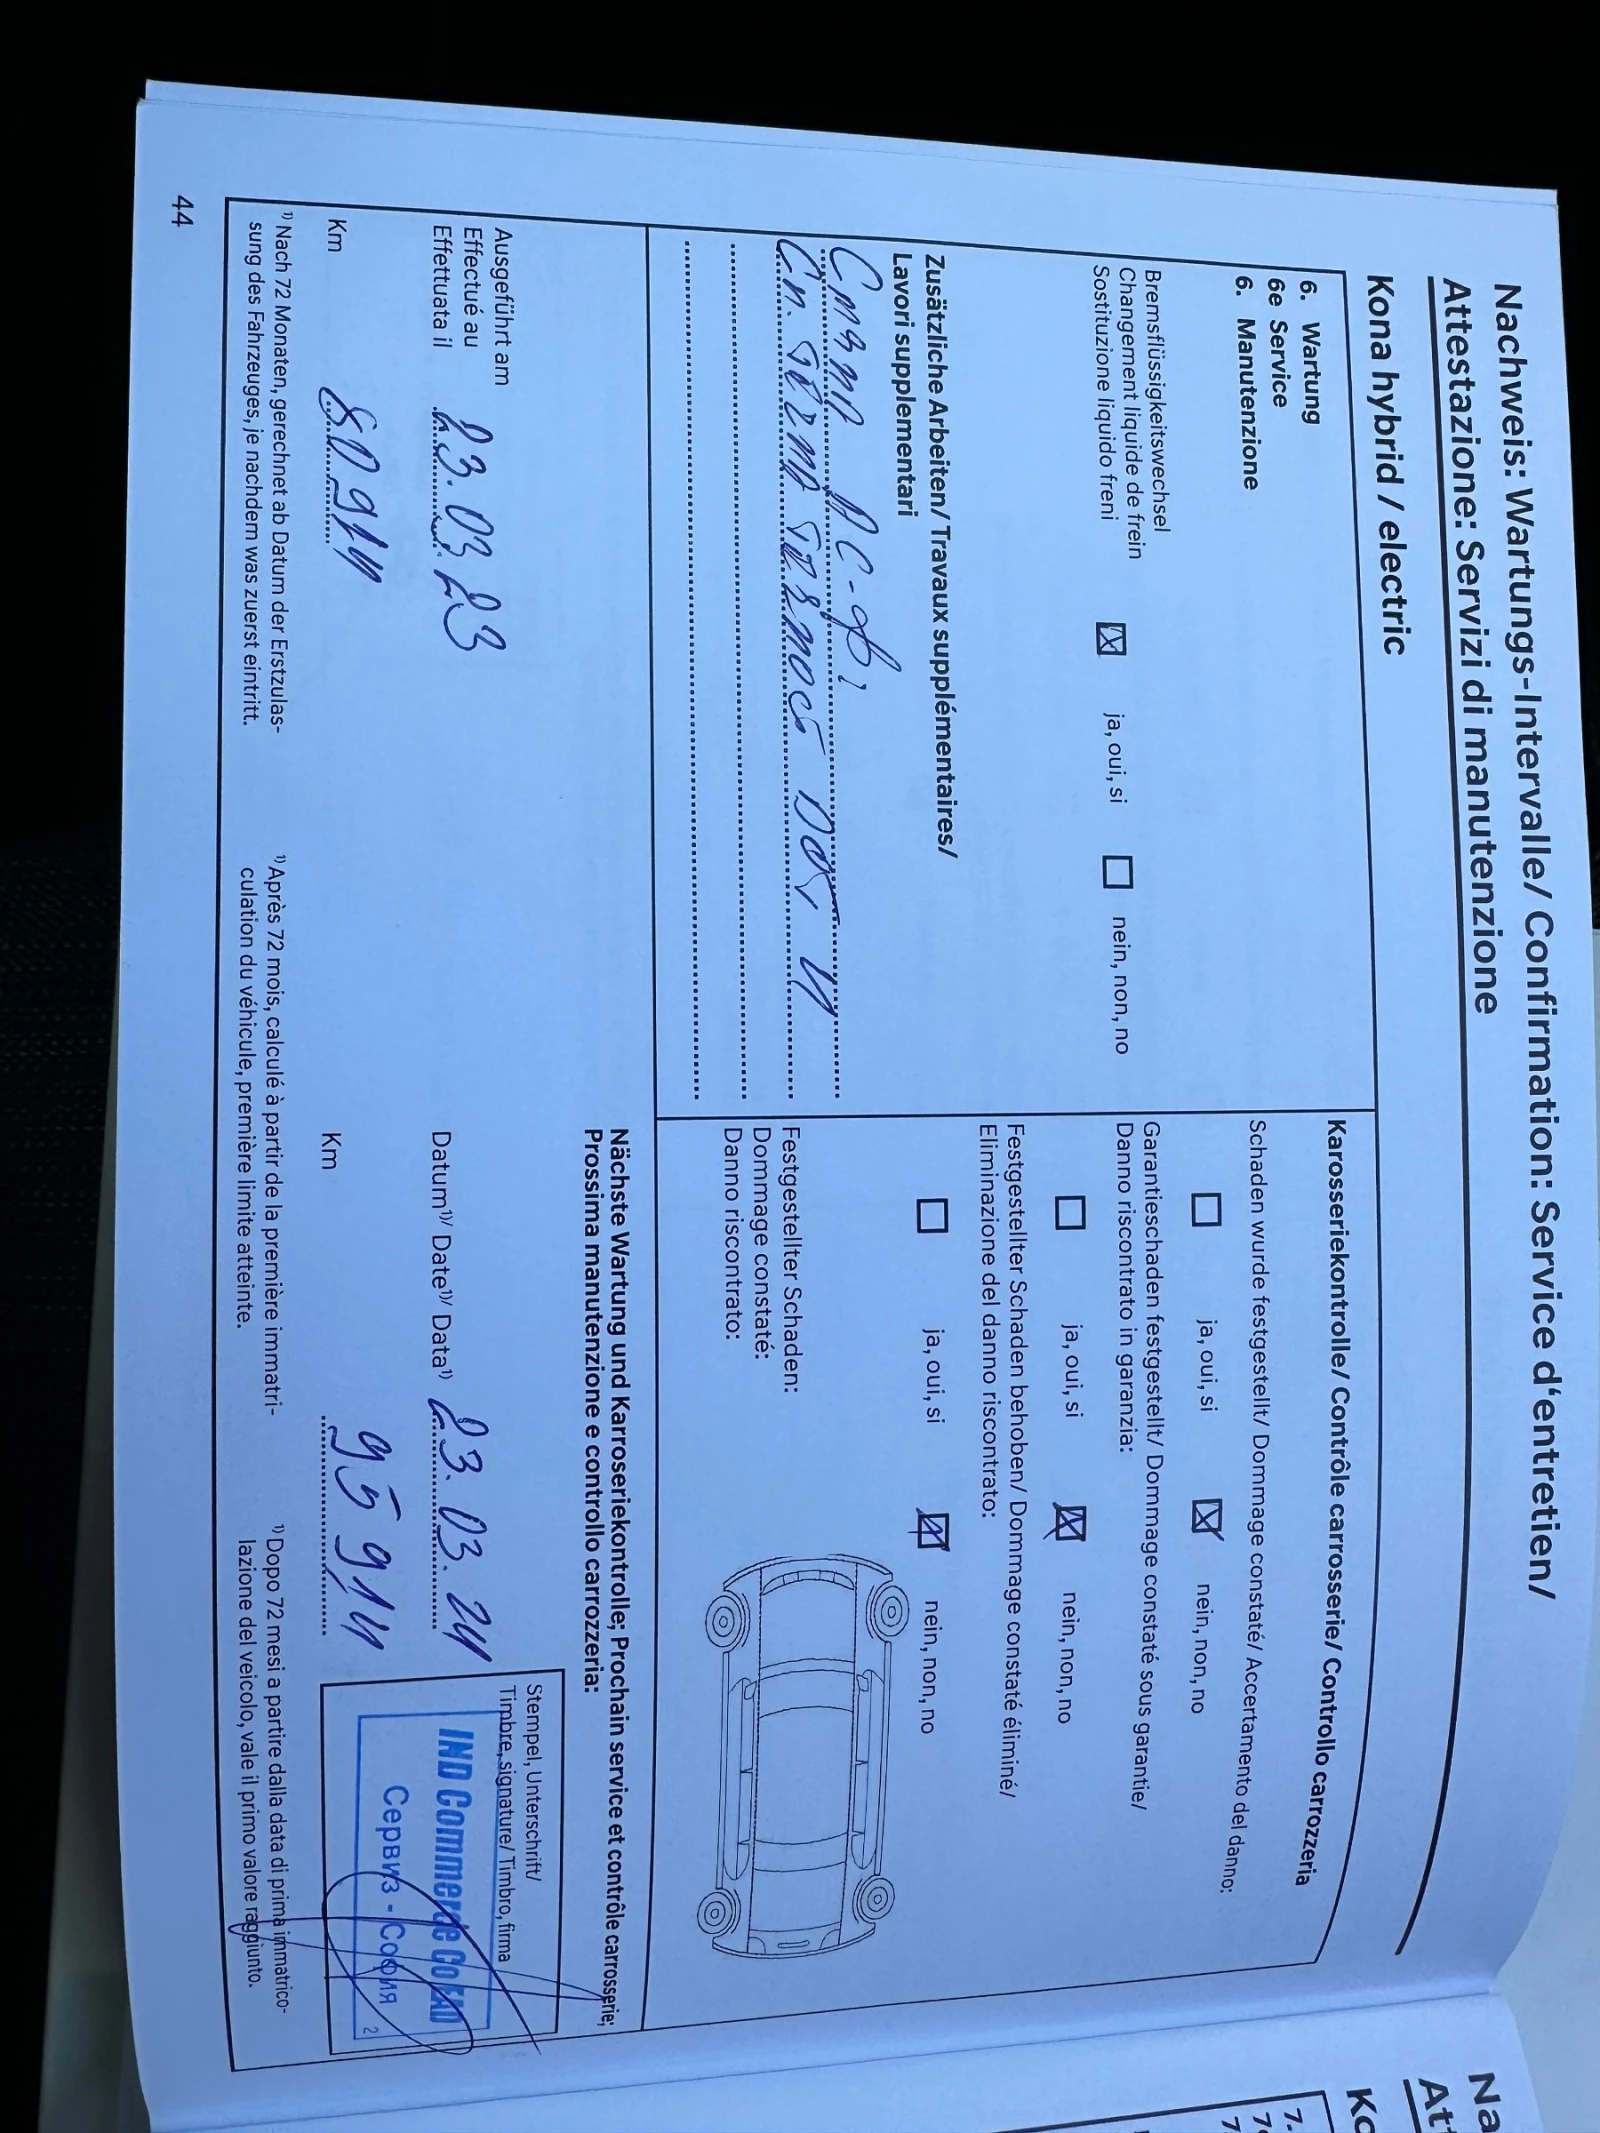 Nachweis: Wartungs-Intervalle/ Confirmation: Service d'entretien/
Attestazione: Servizi di manutenzione
Kona hybrid / electric
6. Wartung
6e Service
6. Manutenzione
Bremsflüssigkeitswechsel
Changement liquide de frein
Sostituzione liquido freni
ja, oui, si
nein, non, no
Zusätzliche Arbeiten/ Travaux supplémentaires/
Lavori supplementari
Смяна
Karosseriekontrolle/ Contrôle carrosserie/ Controllo carrozzeria
Schaden wurde festgestellt/ Dommage constaté/ Accertamento del danno:
ja, oui, si
nein, non, no
Garantieschaden festgestellt/ Dommage constaté sous garantie/
Danno riscontrato in garanzia:
ja, oui, si
nein, non, no
Festgestellter Schaden behoben/ Dommage constaté éliminé/
Eliminazione del danno riscontrato:
ja, oui, si
nein, non, no
Festgestellter Schaden:
Dommage constaté:
Danno riscontrato:
Nächste Wartung und Karroseriekontrolle; Prochain service et contrôle carrosserie;
Prossima manutenzione e controllo carrozzeria:
Ausgeführt am
Effectué au
Effettuata il
23.03 23
Km
80914
Datum¹⁾/ Date¹⁾/ Data¹⁾
23.03.24
Km
95914
Stempel, Unterschrift/
Timbre, signature/ Timbro, firma
IND Commerce Co EAD
Сервиз - София
2
¹⁾ Nach 72 Monaten, gerechnet ab Datum der Erstzulas-
sung des Fahrzeuges, je nachdem was zuerst eintritt.
¹⁾ Après 72 mois, calculé à partir de la première immatri-
culation du véhicule, première limite atteinte.
¹⁾ Dopo 72 mesi a partire dalla data di prima immatrico-
lazione del veicolo, vale il primo valore raggiunto.
44
Na
At
Ko
7.
7e
7.